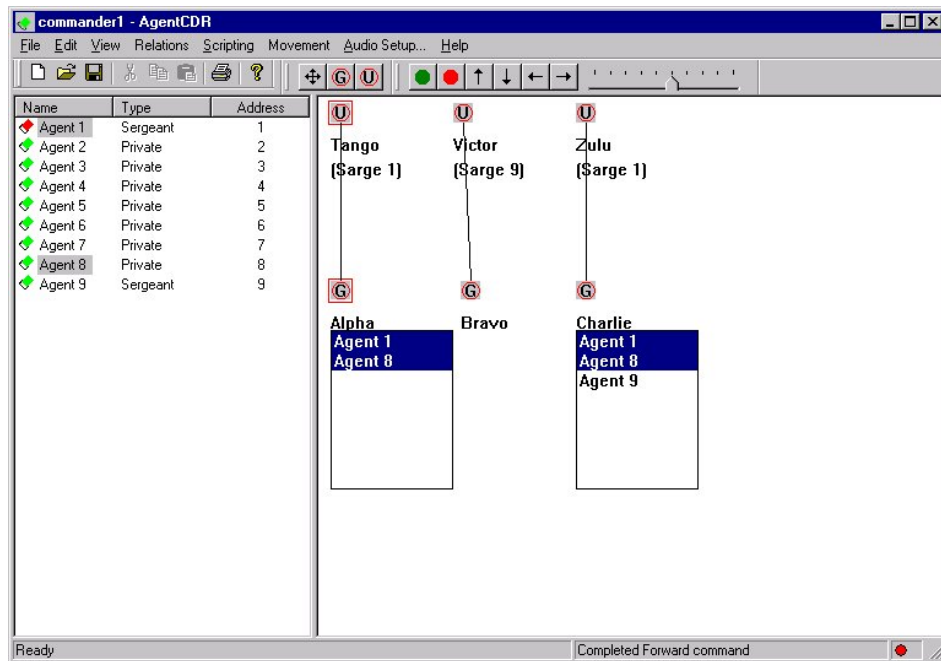 commander1 - AgentCDR
File Edit View Relations Scripting Movement Audio Setup... Help
G U
Name Type Address
Agent 1 Sergeant 1
Agent 2 Private 2
Agent 3 Private 3
Agent 4 Private 4
Agent 5 Private 5
Agent 6 Private 6
Agent 7 Private 7
Agent 8 Private 8
Agent 9 Sergeant 9
U U U
Tango Victor Zulu
(Sarge 1) (Sarge 9) (Sarge 1)
G G G
Alpha Bravo Charlie
Agent 1 Agent 1
Agent 8 Agent 8
Agent 9
Ready Completed Forward command